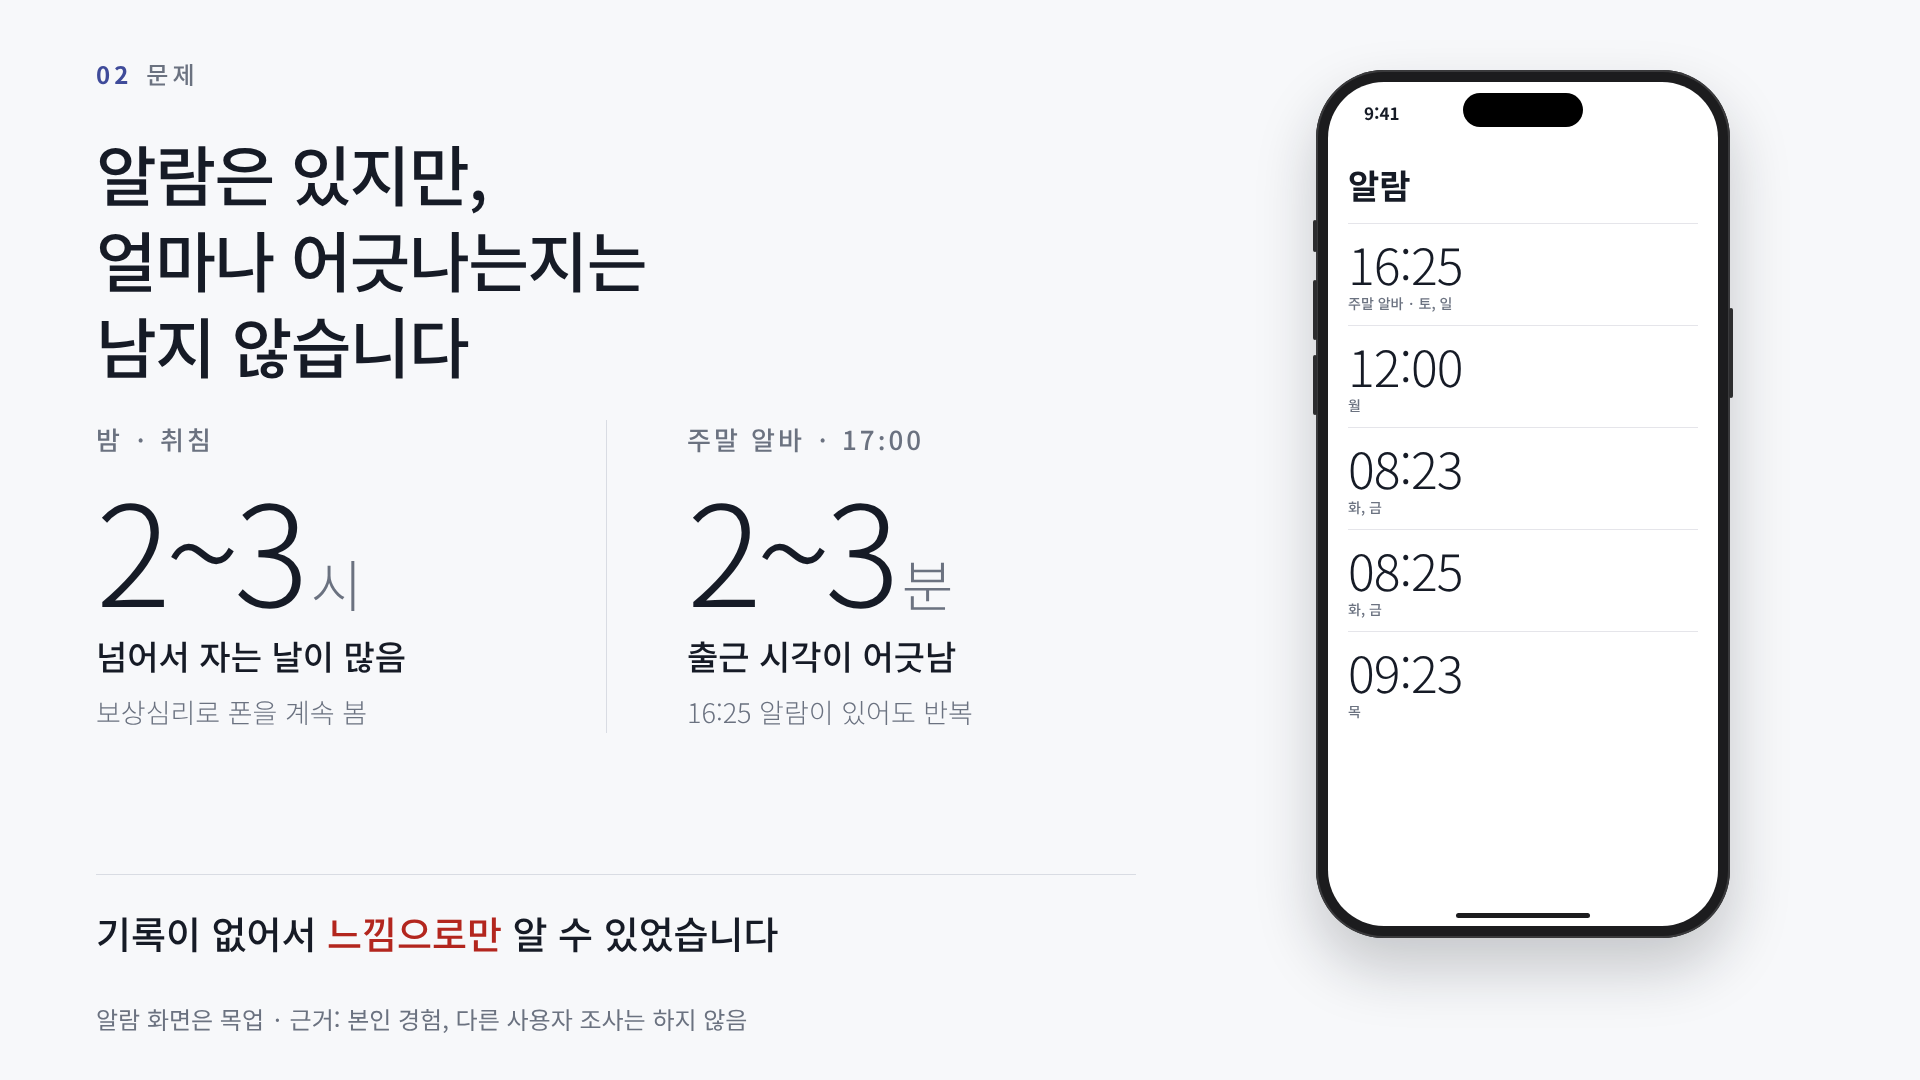 02 문제
알람은 있지만,
얼마나 어긋나는지는
남지 않습니다
밤 · 취침
2~3시
넘어서 자는 날이 많음
보상심리로 폰을 계속 봄
주말 알바 · 17:00
2~3분
출근 시각이 어긋남
16:25 알람이 있어도 반복
기록이 없어서 느낌으로만 알 수 있었습니다
알람 화면은 목업 · 근거: 본인 경험, 다른 사용자 조사는 하지 않음
9:41
알람
16:25
주말 알바 · 토, 일
12:00
월
08:23
화, 금
08:25
화, 금
09:23
목